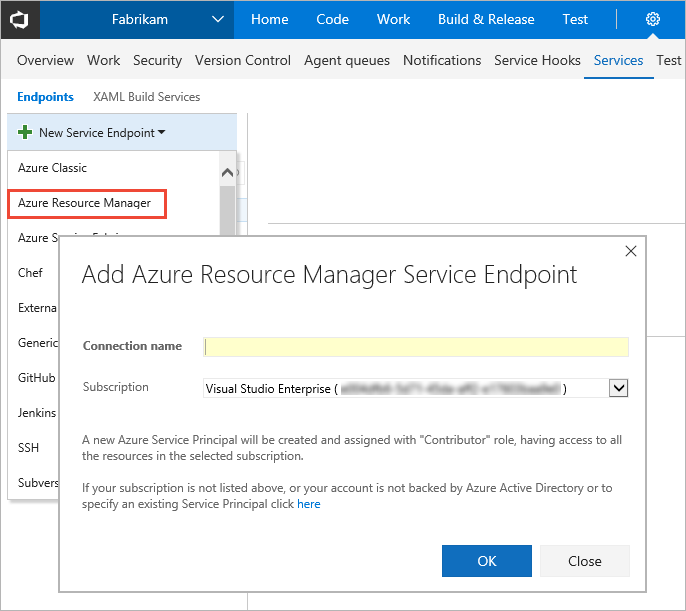 Fabrikam Home Code Work Build & Release Test
Overview Work Security Version Control Agent queues Notifications Service Hooks Services Test
Endpoints XAML Build Services
New Service Endpoint
Azure Classic
Azure Resource Manager
Azure
Chef
Externa
Generic
GitHub
Jenkins
SSH
Subvers
Add Azure Resource Manager Service Endpoint
Connection name
Subscription Visual Studio Enterprise ( )
A new Azure Service Principal will be created and assigned with "Contributor" role, having access to all
the resources in the selected subscription.
If your subscription is not listed above, or your account is not backed by Azure Active Directory or to
specify an existing Service Principal click here
OK Close